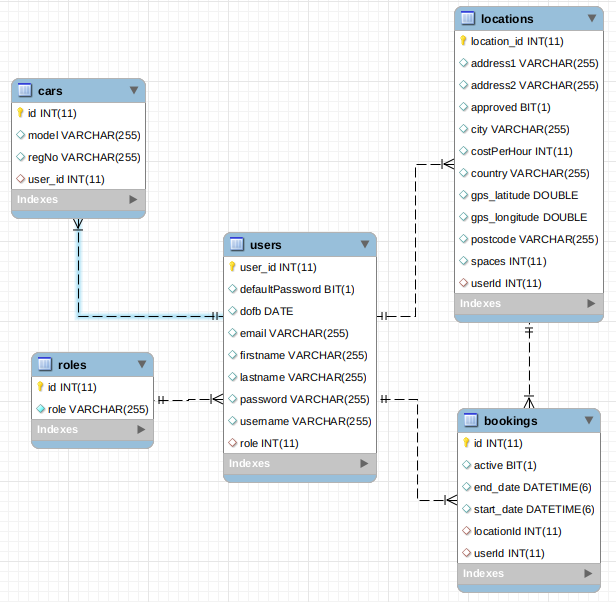 locations
location_id INT(11)
address1 VARCHAR(255)
address2 VARCHAR(255)
approved BIT(1)
city VARCHAR(255)
costPerHour INT(11)
country VARCHAR(255)
gps_latitude DOUBLE
gps_longitude DOUBLE
postcode VARCHAR(255)
spaces INT(11)
userId INT(11)
Indexes
cars
id INT(11)
model VARCHAR(255)
regNo VARCHAR(255)
user_id INT(11)
Indexes
users
user_id INT(11)
defaultPassword BIT(1)
dofb DATE
email VARCHAR(255)
firstname VARCHAR(255)
lastname VARCHAR(255)
password VARCHAR(255)
username VARCHAR(255)
role INT(11)
Indexes
roles
id INT(11)
role VARCHAR(255)
Indexes
bookings
id INT(11)
active BIT(1)
end_date DATETIME(6)
start_date DATETIME(6)
locationId INT(11)
userId INT(11)
Indexes